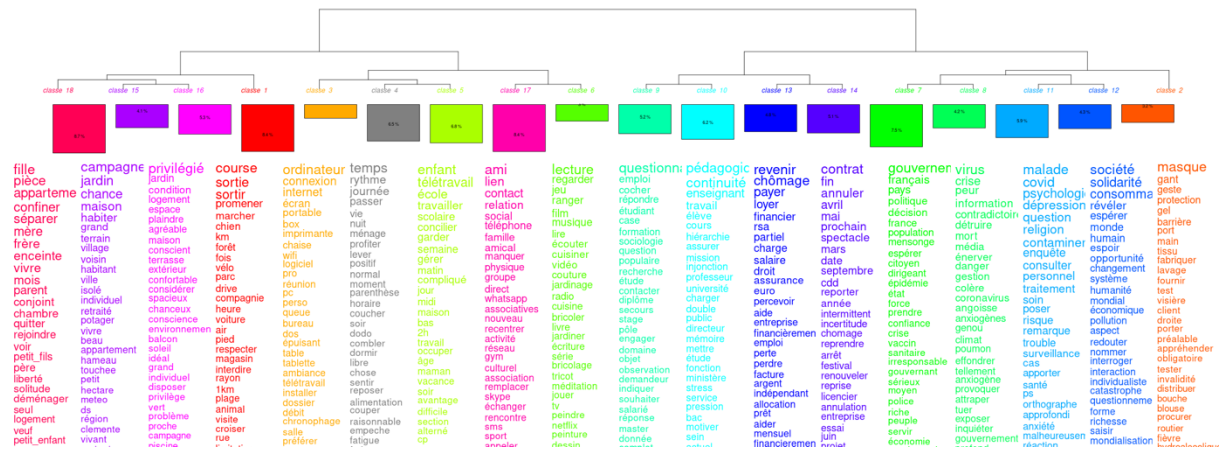 classe 18
classe 15
classe 16
classe 1
classe 3
classe 4
classe 5
classe 17
classe 6
classe 9
classe 10
classe 13
classe 14
classe 7
classe 8
classe 11
classe 12
classe 2
5.2 %
6.2 %
7.5 %
4.2 %
fille
pièce
apparteme
confiner
séparer
mère
frère
enceinte
vivre
mois
parent
conjoint
chambre
quitter
rejoindre
voir
petit_fils
père
liberté
solitude
déménager
seul
logement
veuf
petit_enfant
campagne
jardin
chance
maison
habiter
grand
terrain
village
voisin
habitant
ville
isolé
individuel
retraité
potager
vivre
beau
appartement
hameau
touchee
petit
hectare
meteo
ds
région
clemente
vivant
privilégié
jardin
condition
logement
espace
plaindre
agréable
maison
conscient
terrasse
extérieur
confortable
considérer
spacieux
chanceux
conscience
environnemen
balcon
soleil
idéal
grand
individuel
disposer
privilège
vert
problème
proche
campagne
piscine
course
sortie
sortir
promener
marcher
chien
km
forêt
fois
vélo
parc
drive
compagnie
heure
voiture
air
pied
respecter
magasin
interdire
rayon
1km
plage
animal
visite
croiser
rue
ordinateur
connexion
internet
écran
portable
box
imprimante
chaise
wifi
logiciel
pro
réunion
pc
perso
queue
bureau
dos
épuisant
table
tablette
ambiance
télétravail
installer
dossier
débit
chronophage
salle
préférer
temps
rythme
journée
passer
vie
nuit
ménage
profiter
lever
positif
normal
moment
parenthèse
horaire
coucher
soir
dodo
combler
dormir
libre
chose
sentir
reposer
alimentation
couper
raisonnable
empeche
fatigue
enfant
télétravail
école
travailler
scolaire
concilier
garder
semaine
gérer
matin
compliqué
jour
midi
maison
bas
2h
travail
occuper
âge
maman
vacance
soir
avantage
difficile
section
alterné
cp
ami
lien
contact
relation
social
téléphone
famille
amical
manquer
physique
groupe
direct
whatsapp
associatives
nouveau
recentrer
activité
réseau
gym
culturel
association
remplacer
skype
échanger
rencontre
sms
sport
appeler
lecture
regarder
jeu
ranger
film
musique
lire
écouter
cuisiner
vidéo
couture
jardinage
radio
cuisine
bricoler
livre
jardiner
écriture
série
bricolage
tricot
méditation
jouer
tv
peindre
netflix
peinture
dessin
questionna
emploi
cocher
répondre
étudiant
case
formation
sociologie
question
populaire
recherche
étude
contacter
diplôme
secours
stage
pôle
engager
domaine
objet
observation
demandeur
indiquer
souhaiter
salarié
réponse
master
donnée
pédagogic
continuité
enseignant
travail
élève
cours
hiérarchie
assurer
mission
injonction
professeur
université
charger
double
public
directeur
mémoire
mettre
étude
fonction
ministère
stress
service
pression
bac
motiver
sein
revenir
chômage
payer
loyer
financier
rsa
partiel
charge
salaire
droit
assurance
euro
percevoir
aide
entreprise
financièremen
emploi
perte
perdre
facture
argent
indépendant
allocation
prêt
aider
mensuel
financieremen
contrat
fin
annuler
avril
mai
prochain
spectacle
mars
date
septembre
cdd
reporter
année
intermittent
incertitude
chomage
reprendre
arrêt
festival
renouveler
reprise
licencier
annulation
entreprise
essai
juin
projet
gouvernen
français
pays
politique
décision
france
population
mensonge
espérer
citoyen
dirigeant
épidémie
état
force
prendre
confiance
crise
vaccin
sanitaire
irresponsable
gouvernant
sérieux
moyen
police
riche
peuple
servir
économie
virus
crise
peur
information
contradictoire
détruire
mort
média
énerver
danger
gestion
colère
coronavirus
angoisse
anxiogènes
genou
climat
poumon
effondrer
tellement
anxiogène
provoquer
attraper
tuer
exposer
inquiéter
gouvernement
malade
covid
psychologi
dépression
question
religion
contaminer
enquête
consulter
personnel
traitement
soin
poser
risque
remarque
trouble
surveillance
cas
apporter
santé
ps
orthographe
approfondi
anxiété
malheureusen
réaction
société
solidarité
consomma
révéler
espérer
monde
humain
espoir
opportunité
changement
système
humanité
mondial
économique
pollution
aspect
redouter
nommer
interroger
interaction
individualiste
catastrophe
questionneme
forme
richesse
saisir
mondialisation
masque
gant
geste
protection
gel
barrière
port
main
tissu
fabriquer
lavage
fournir
test
visière
client
droite
porter
préalable
appréhender
obligatoire
tester
invalidité
distribuer
bouche
blouse
procurer
routier
fièvre